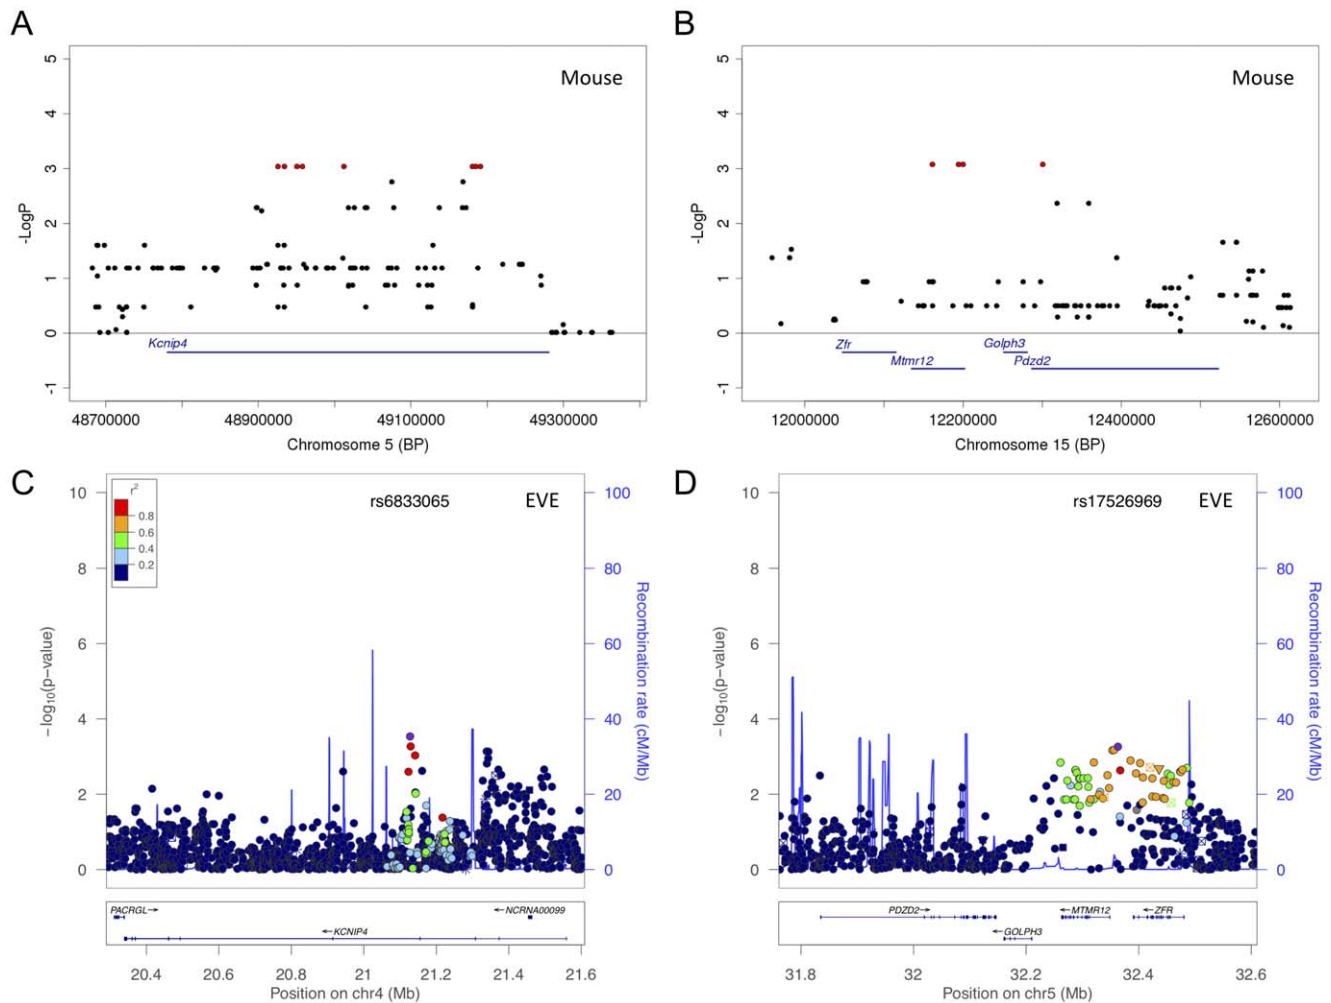 A
Mouse
5
4
3
2
1
0
-1
-LogP
Kcnip4
48700000 48900000 49100000 49300000
Chromosome 5 (BP)
B
Mouse
5
4
3
2
1
0
-1
-LogP
Zfr
Mtmr12
Golph3
Pdzd2
12000000 12200000 12400000 12600000
Chromosome 15 (BP)
C
rs6833065 EVE
r²
0.8
0.6
0.4
0.2
10
8
6
4
2
0
−log₁₀(p−value)
100
80
60
40
20
0
Recombination rate (cM/Mb)
PACRGL→ ←NCRNA00099
←KCNIP4
20.4 20.6 20.8 21 21.2 21.4 21.6
Position on chr4 (Mb)
D
rs17526969 EVE
10
8
6
4
2
0
−log₁₀(p−value)
100
80
60
40
20
0
Recombination rate (cM/Mb)
PDZD2→ ←MTMR12 ←ZFR
←GOLPH3
31.8 32 32.2 32.4 32.6
Position on chr5 (Mb)